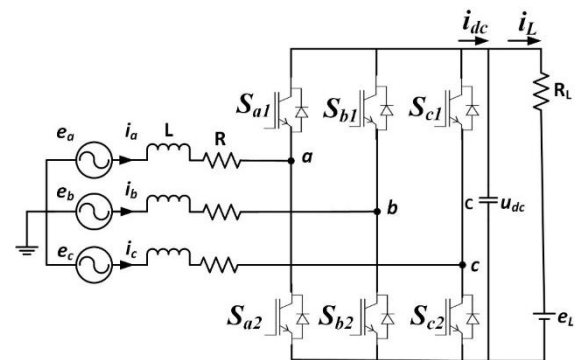 i_dc i_L
S_a1 S_b1 S_c1 R_L
e_a i_a L R a
e_b i_b b C u_dc
e_c i_c c
S_a2 S_b2 S_c2 e_L